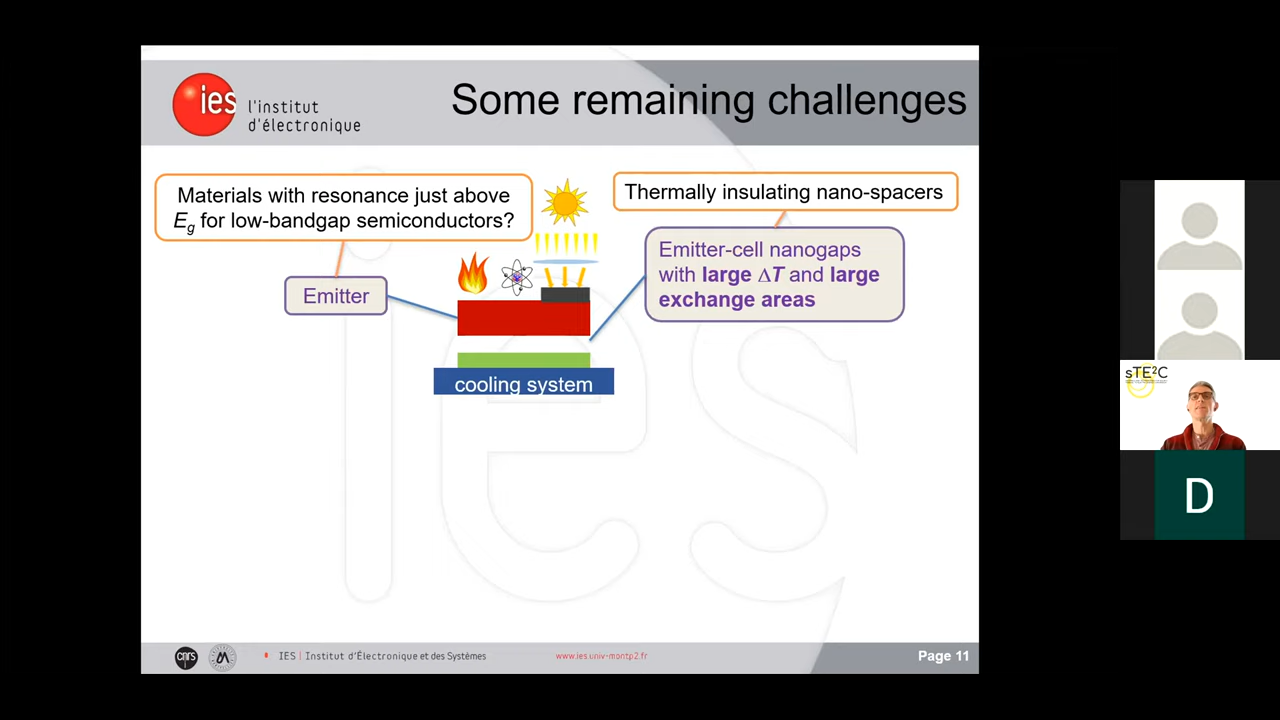 ies l'institut
d'électronique
Some remaining challenges
Materials with resonance just above
Eg for low-bandgap semiconductors?
Thermally insulating nano-spacers
Emitter-cell nanogaps
with large ΔT and large
exchange areas
Emitter
cooling system
sTE²C
D
cnrs
IES | Institut d'Électronique et des Systèmes
www.ies.univ-montp2.fr
Page 11